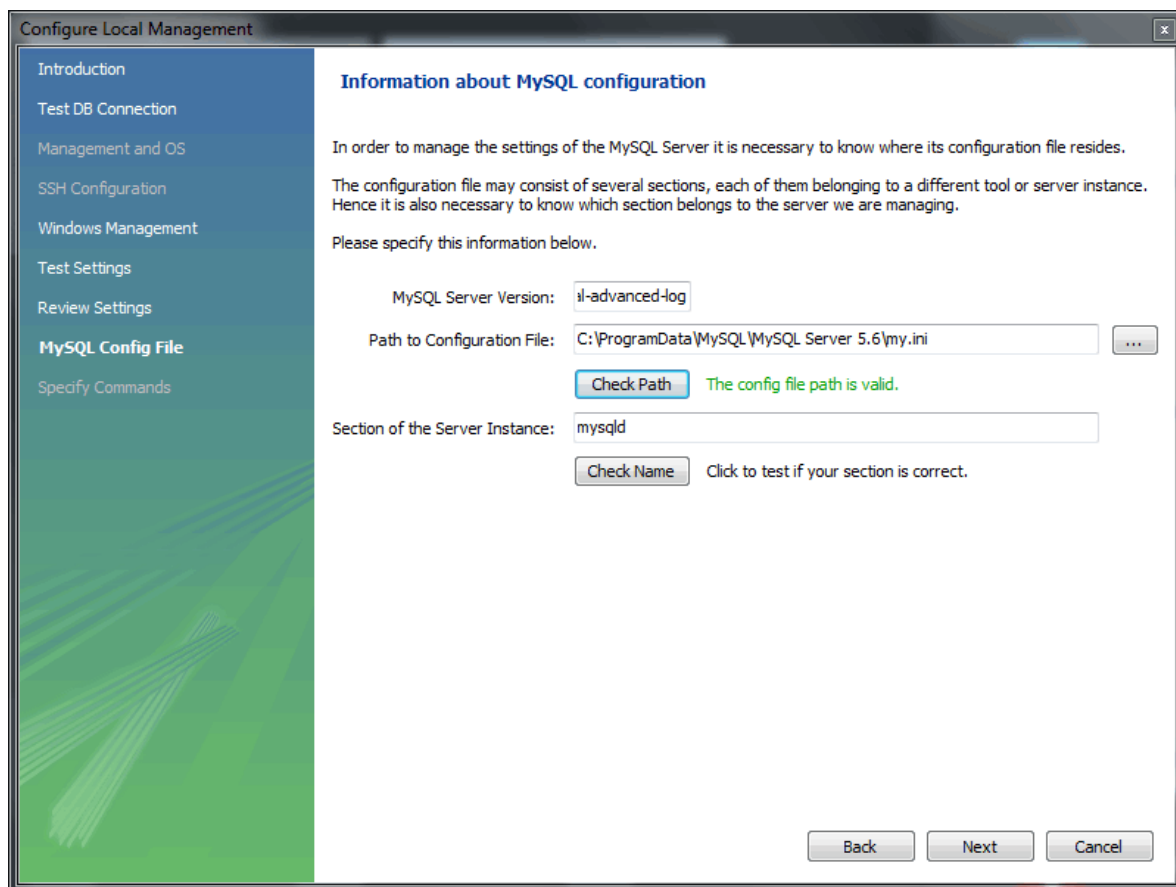 Configure Local Management
Introduction
Test DB Connection
Management and OS
SSH Configuration
Windows Management
Test Settings
Review Settings
MySQL Config File
Specify Commands
Information about MySQL configuration
In order to manage the settings of the MySQL Server it is necessary to know where its configuration file resides.
The configuration file may consist of several sections, each of them belonging to a different tool or server instance.
Hence it is also necessary to know which section belongs to the server we are managing.
Please specify this information below.
MySQL Server Version: al-advanced-log
Path to Configuration File: C:\ProgramData\MySQL\MySQL Server 5.6\my.ini ...
Check Path The config file path is valid.
Section of the Server Instance: mysqld
Check Name Click to test if your section is correct.
Back Next Cancel